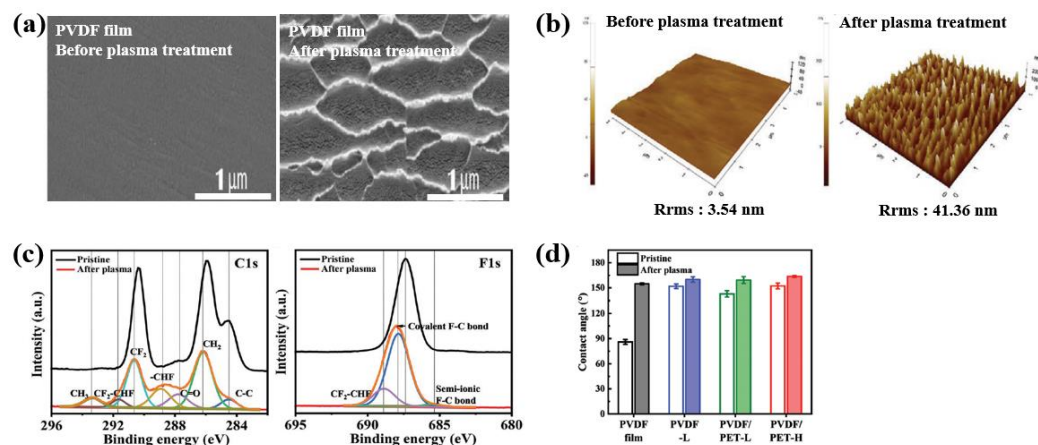 (a)
PVDF film
Before plasma treatment
1 μm
PVDF film
After plasma treatment
1 μm
(b)
Before plasma treatment
Rrms : 3.54 nm
After plasma treatment
Rrms : 41.36 nm
(c)
Pristine
After plasma
C1s
CF2
CH2
-CHF
CH3
CF2-CHF
C=O
C-C
Intensity (a.u.)
296 292 288 284
Binding energy (eV)
Pristine
After plasma
F1s
Covalent F-C bond
CF2-CHF
Semi-ionic
F-C bond
Intensity (a.u.)
695 690 685 680
Binding energy (eV)
(d)
Pristine
After plasma
Contact angle (°)
180
150
120
90
60
30
0
PVDF PVDF PVDF/ PVDF/
film -L PET-L PET-H